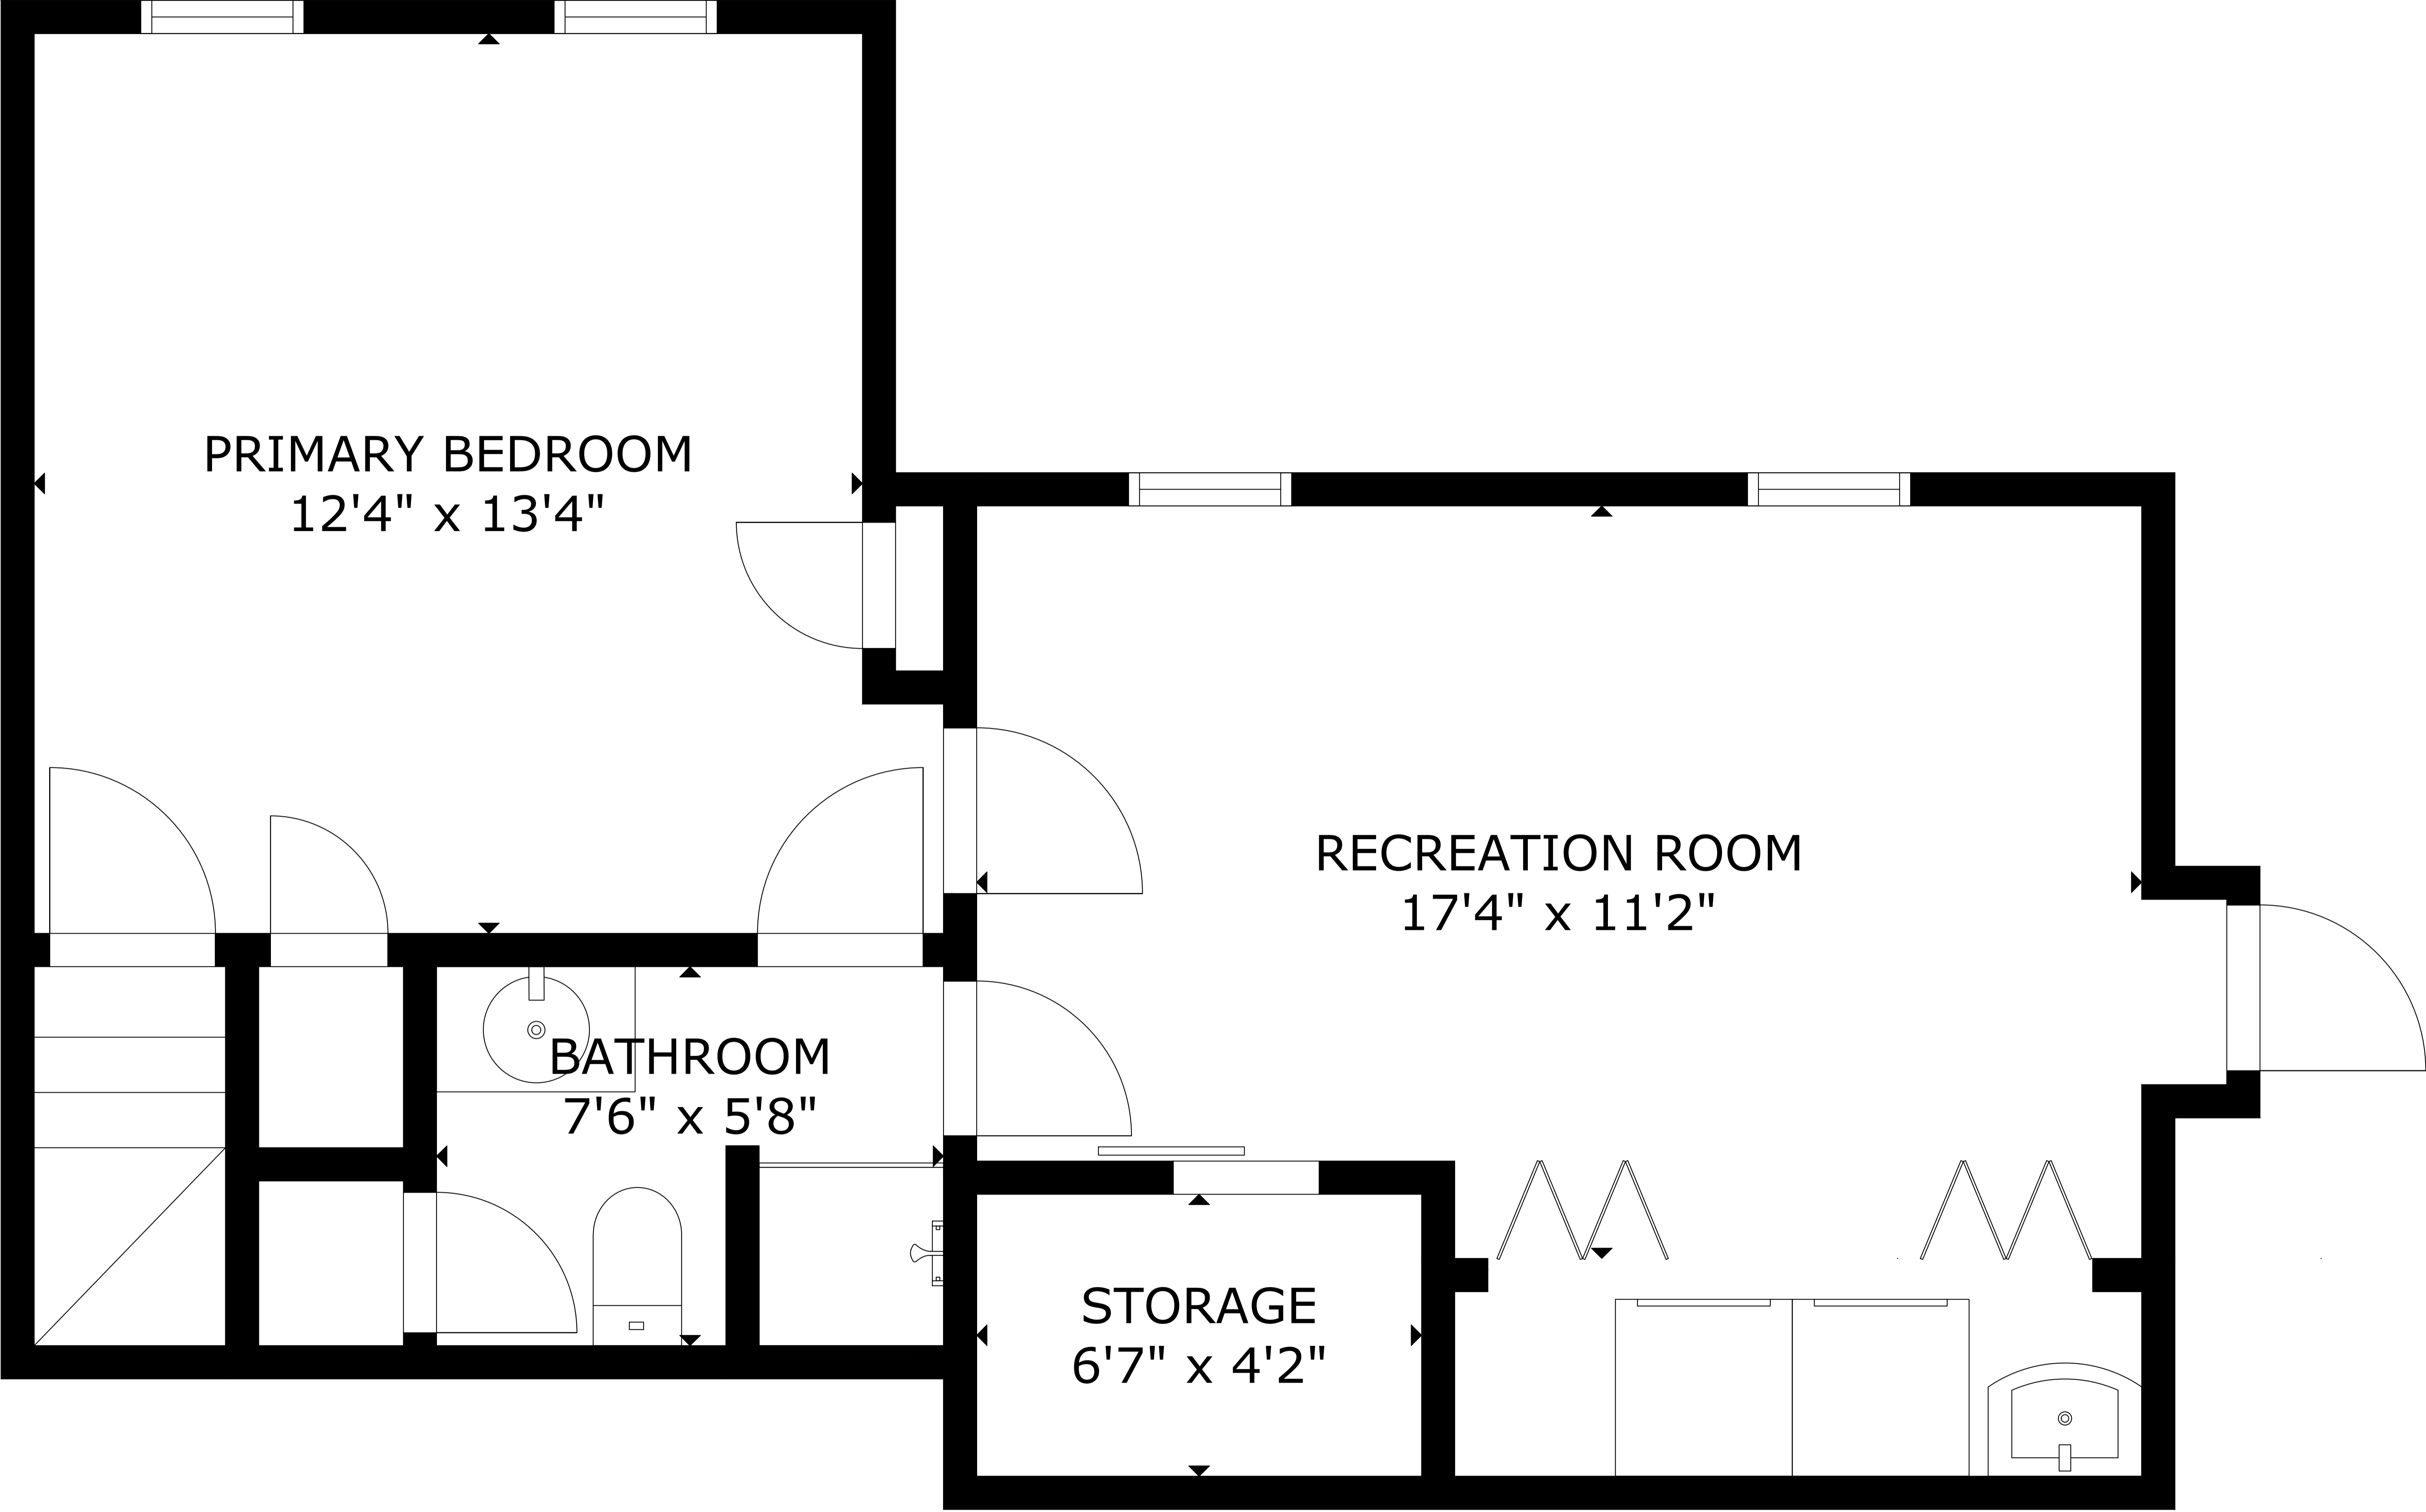 PRIMARY BEDROOM
12'4" x 13'4"
RECREATION ROOM
17'4" x 11'2"
BATHROOM
7'6" x 5'8"
STORAGE
6'7" x 4'2"